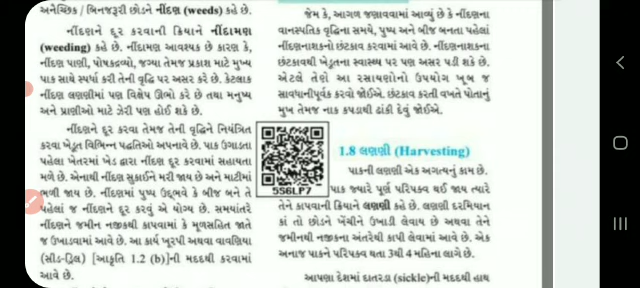 અનૈચ્છિક / બિનજરૂરી છોડને નીંદણ (weeds) કહે છે.
નીંદણને દૂર કરવાની ક્રિયાને નીંદામણ
(weeding) કહે છે. નીંદામણ આવશ્યક છે કારણ કે,
નીંદણ પાણી, પોષકદ્રવ્યો, જગ્યા તેમજ પ્રકાશ માટે મુખ્ય
પાક સાથે સ્પર્ધા કરી તેની વૃદ્ધિ પર અસર કરે છે. કેટલાક
નીંદણ લણણીમાં પણ વિક્ષેપ ઊભો કરે છે તથા મનુષ્ય
અને પ્રાણીઓ માટે ઝેરી પણ હોઈ શકે છે.
નીંદણને દૂર કરવા તેમજ તેની વૃદ્ધિને નિયંત્રિત
કરવા ખેડૂત વિભિન્ન પદ્ધતિઓ અપનાવે છે. પાક ઉગાડતા
પહેલા ખેતરમાં ખેડ દ્વારા નીંદણ દૂર કરવામાં સહાયતા
મળે છે. એનાથી નીંદણ સુકાઈને મરી જાય છે અને માટીમાં
ભળી જાય છે. નીંદણમાં પુષ્પ ઉદ્ભવે કે બીજ બને તે
પહેલાં જ નીંદણને દૂર કરવું એ યોગ્ય છે. સમયાંતરે
નીંદણને જમીન નજીકથી કાપવામાં કે મૂળસહિત જાતે
જ ઉખાડવામાં આવે છે. આ કાર્ય ખૂરપી અથવા વાવણિયા
(સીડ-ડ્રિલ) [આકૃતિ 1.2 (b)]ની મદદથી કરવામાં
આવે છે.
જેમ કે, આગળ જણાવવામાં આવ્યું છે કે નીંદણના
વાનસ્પતિક વૃદ્ધિના સમયે, પુષ્પ અને બીજ બનતા પહેલાં
નીંદણનાશકનો છંટકાવ કરવામાં આવે છે. નીંદણનાશકના
છંટકાવથી ખેડૂતના સ્વાસ્થ્ય પર પણ અસર પડી શકે છે.
એટલે તેણે આ રસાયણોનો ઉપયોગ ખૂબ જ
સાવધાનીપૂર્વક કરવો જોઈએ. છંટકાવ કરતી વખતે પોતાનું
મુખ તેમજ નાક કપડાથી ઢાંકી દેવું જોઈએ.
5S6LP7
1.8 લણણી (Harvesting)
પાકની લણણી એક અગત્યનું કામ છે.
પાક જ્યારે પૂર્ણ પરિપક્વ થઈ જાય ત્યારે
તેને કાપવાની ક્રિયાને લણણી કહે છે. લણણી દરમિયાન
કાં તો છોડને ખેંચીને ઉખાડી લેવાય છે અથવા તેને
જમીનથી નજીકના અંતરેથી કાપી લેવામાં આવે છે. એક
અનાજ પાકને પરિપક્વ થતા 3થી 4 મહિના લાગે છે.
આપણા દેશમાં દાતરડા (sickle)ની મદદથી હાથ